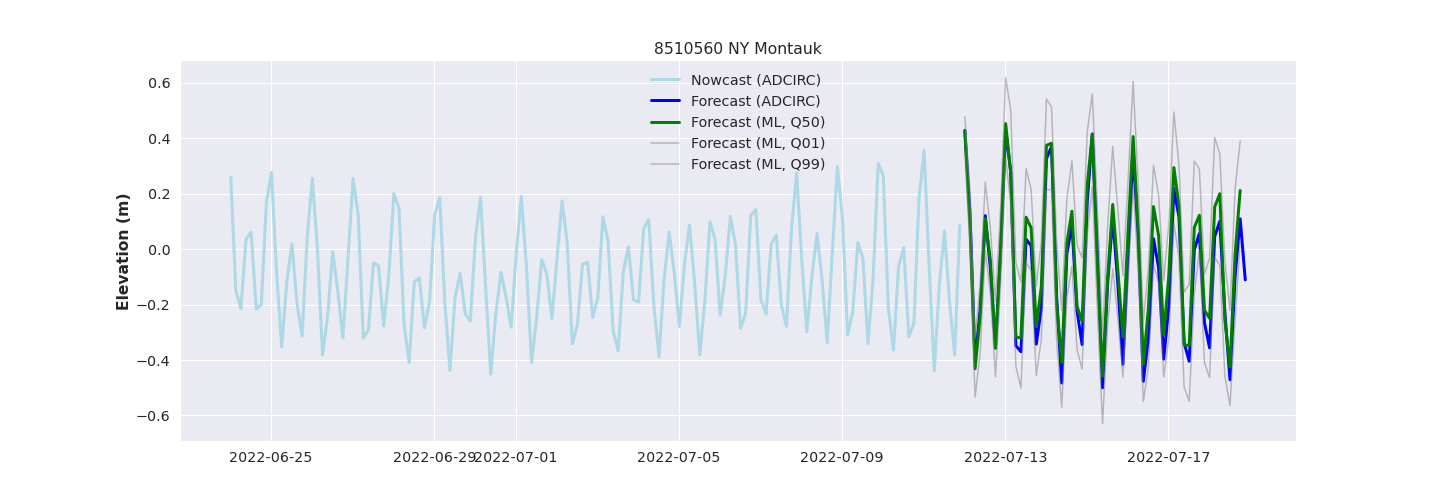 8510560 NY Montauk
Nowcast (ADCIRC)
Forecast (ADCIRC)
Forecast (ML, Q50)
Forecast (ML, Q01)
Forecast (ML, Q99)
Elevation (m)
0.6
0.4
0.2
0.0
−0.2
−0.4
−0.6
2022-06-25
2022-06-29
2022-07-01
2022-07-05
2022-07-09
2022-07-13
2022-07-17